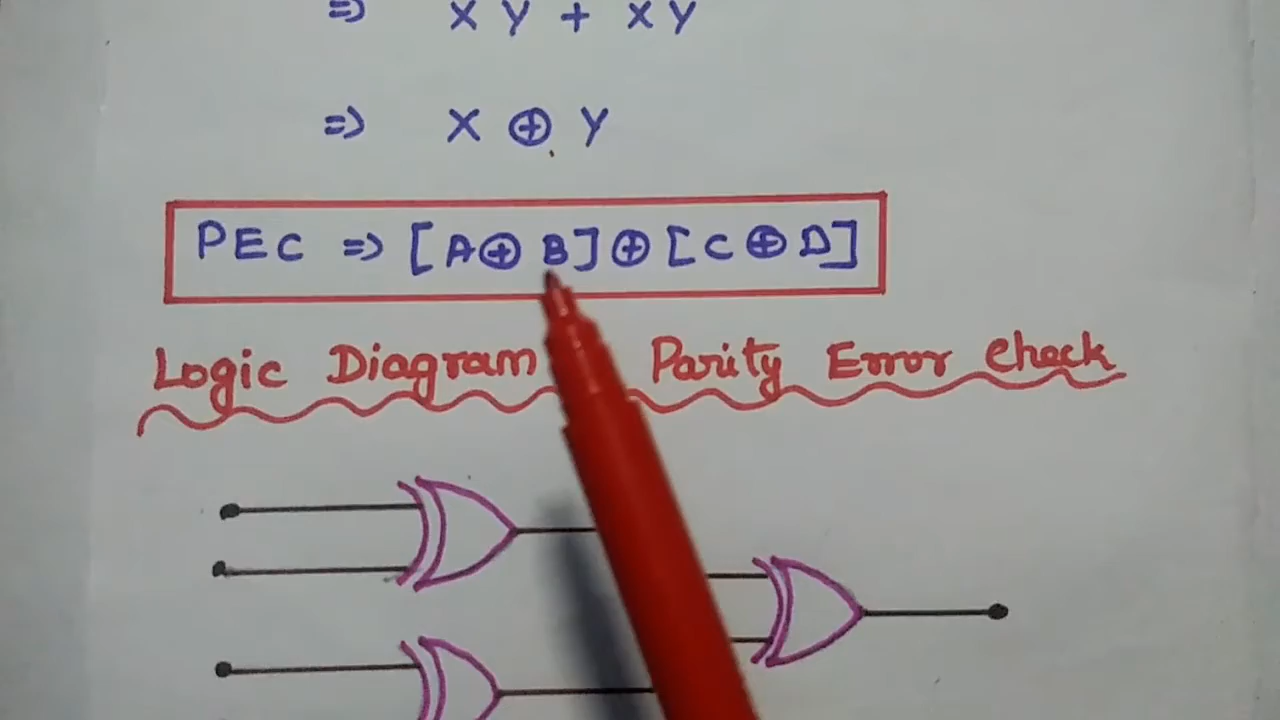 ⇒ XY + XY
⇒ X ⊕ Y
PEC ⇒ [A⊕B]⊕[C⊕D]
Logic Diagram Parity Error Check